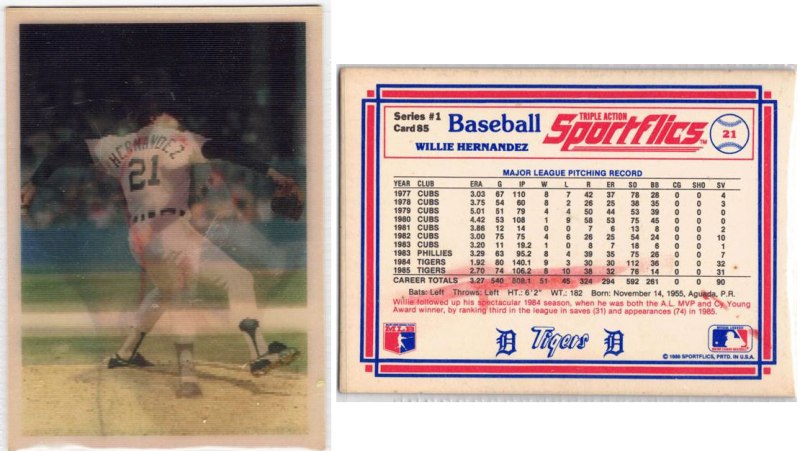 HERNANDEZ
21
Series #1
Card 85
Baseball
TRIPLE ACTION
Sportflics™
21
WILLIE HERNANDEZ
MAJOR LEAGUE PITCHING RECORD
YEAR CLUB ERA G IP W L R ER SO BB CG SHO SV
1977 CUBS 3.03 67 110 8 7 42 37 78 28 0 0 4
1978 CUBS 3.75 54 60 8 2 26 25 38 35 0 0 3
1979 CUBS 5.01 51 79 4 4 50 44 53 39 0 0 0
1980 CUBS 4.42 53 108 1 9 58 53 75 45 0 0 0
1981 CUBS 3.86 12 14 0 0 7 6 13 8 0 0 2
1982 CUBS 3.00 75 75 4 6 26 25 54 24 0 0 10
1983 CUBS 3.20 11 19.2 1 0 8 7 18 6 0 0 1
1983 PHILLIES 3.29 63 95.2 8 4 39 35 75 26 0 0 7
1984 TIGERS 1.92 80 140.1 9 3 30 30 112 36 0 0 32
1985 TIGERS 2.70 74 106.2 8 10 38 32 76 14 0 0 31
CAREER TOTALS 3.27 540 808.1 51 45 324 294 592 261 0 0 90
Bats: Left Throws: Left HT.: 6'2" WT.: 182 Born: November 14, 1955, Aguada, P.R.
Willie followed up his spectacular 1984 season, when he was both the A.L. MVP and Cy Young
Award winner, by ranking third in the league in saves (31) and appearances (74) in 1985.
MLB
D Tigers D
© 1986 SPORTFLICS, PRTD. IN U.S.A.